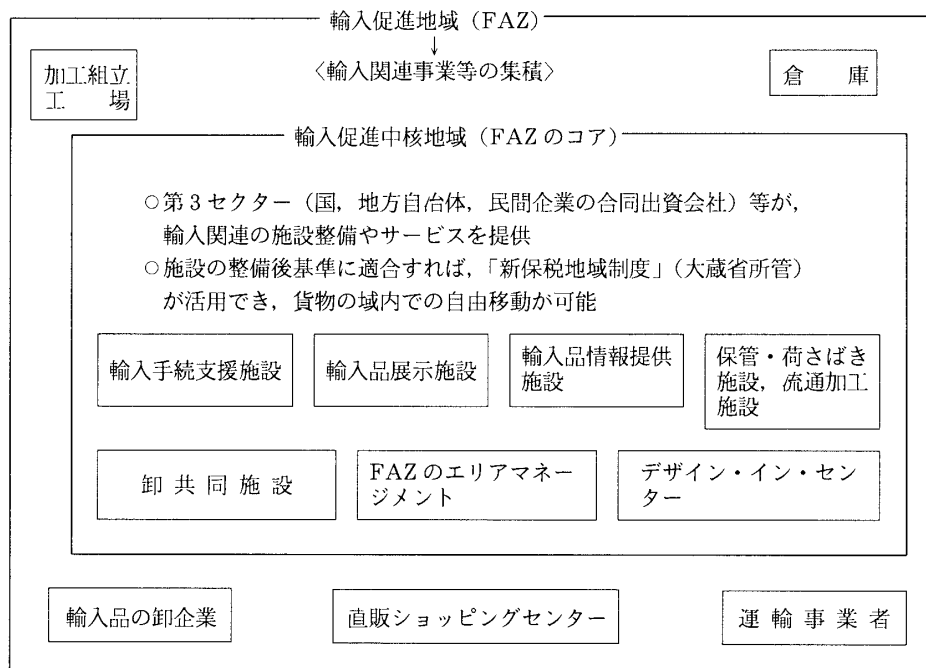 輸入促進地域（FAZ）
↓
〈輸入関連事業等の集積〉
加工組立
工　場
倉　庫
輸入促進中核地域（FAZのコア）
○第3セクター（国，地方自治体，民間企業の合同出資会社）等が，
輸入関連の施設整備やサービスを提供
○施設の整備後基準に適合すれば，「新保税地域制度」（大蔵省所管）
が活用でき，貨物の域内での自由移動が可能
輸入手続支援施設
輸入品展示施設
輸入品情報提供
施設
保管・荷さばき
施設，流通加工
施設
卸共同施設
FAZのエリアマネー
ジメント
デザイン・イン・セン
ター
輸入品の卸企業
直販ショッピングセンター
運輸事業者